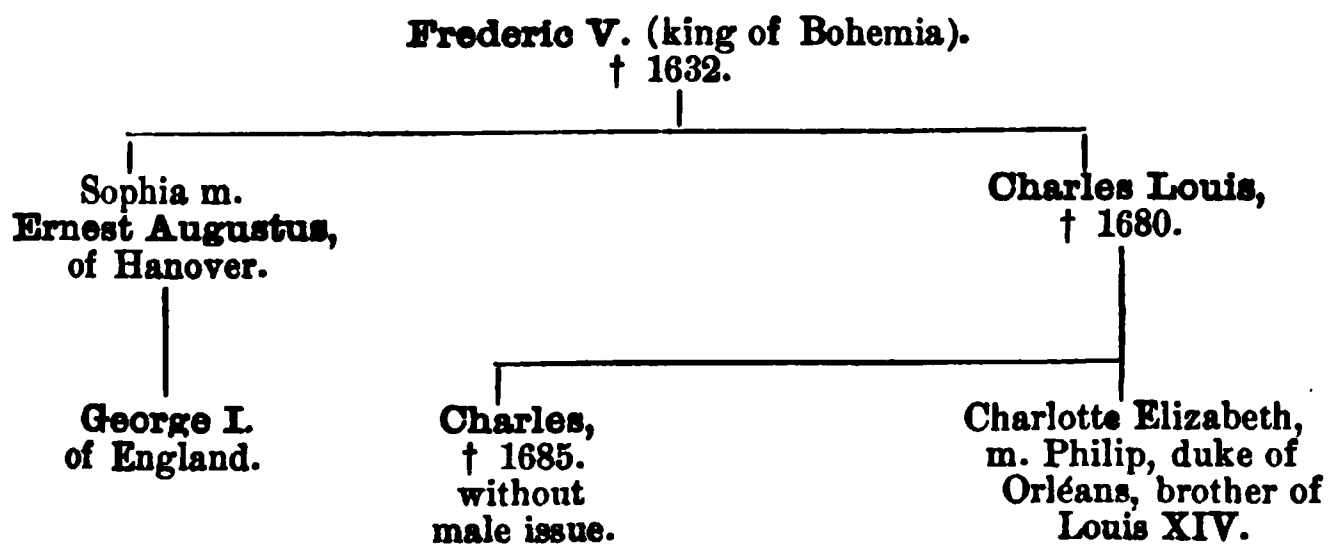 Frederic V. (king of Bohemia).
† 1632.
Sophia m.
Ernest Augustus,
of Hanover.
Charles Louis,
† 1680.
George I.
of England.
Charles,
† 1685.
without
male issue.
Charlotte Elizabeth,
m. Philip, duke of
Orléans, brother of
Louis XIV.